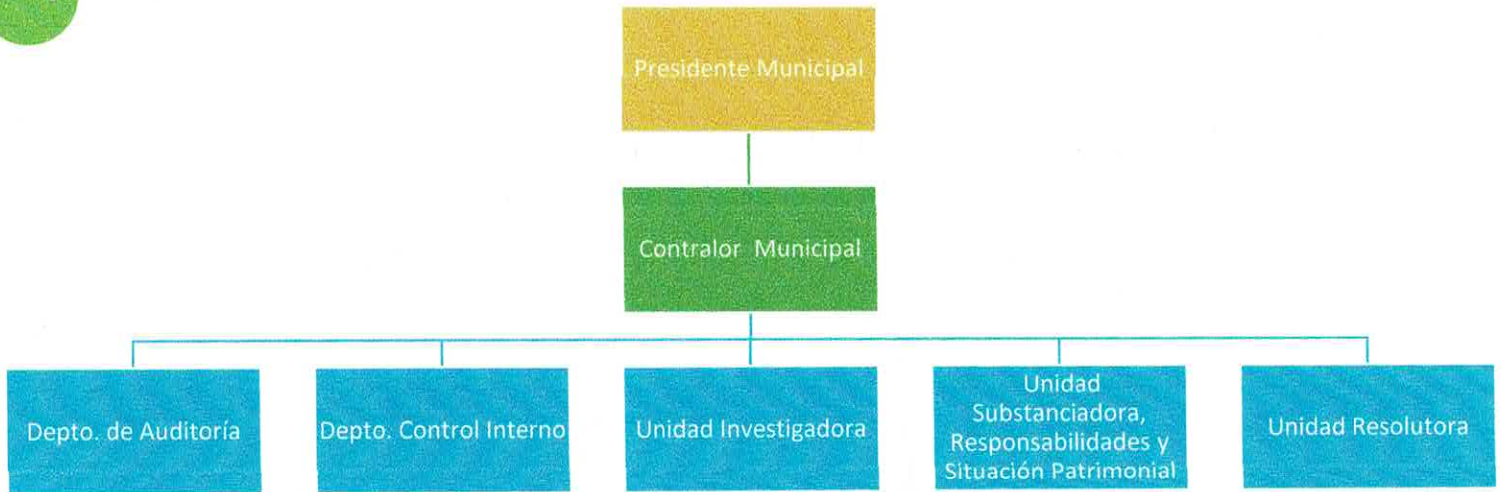 Presidente Municipal
Contralor Municipal
Depto. de Auditoría
Depto. Control Interno
Unidad Investigadora
Unidad
Substanciadora,
Responsabilidades y
Situación Patrimonial
Unidad Resolutora